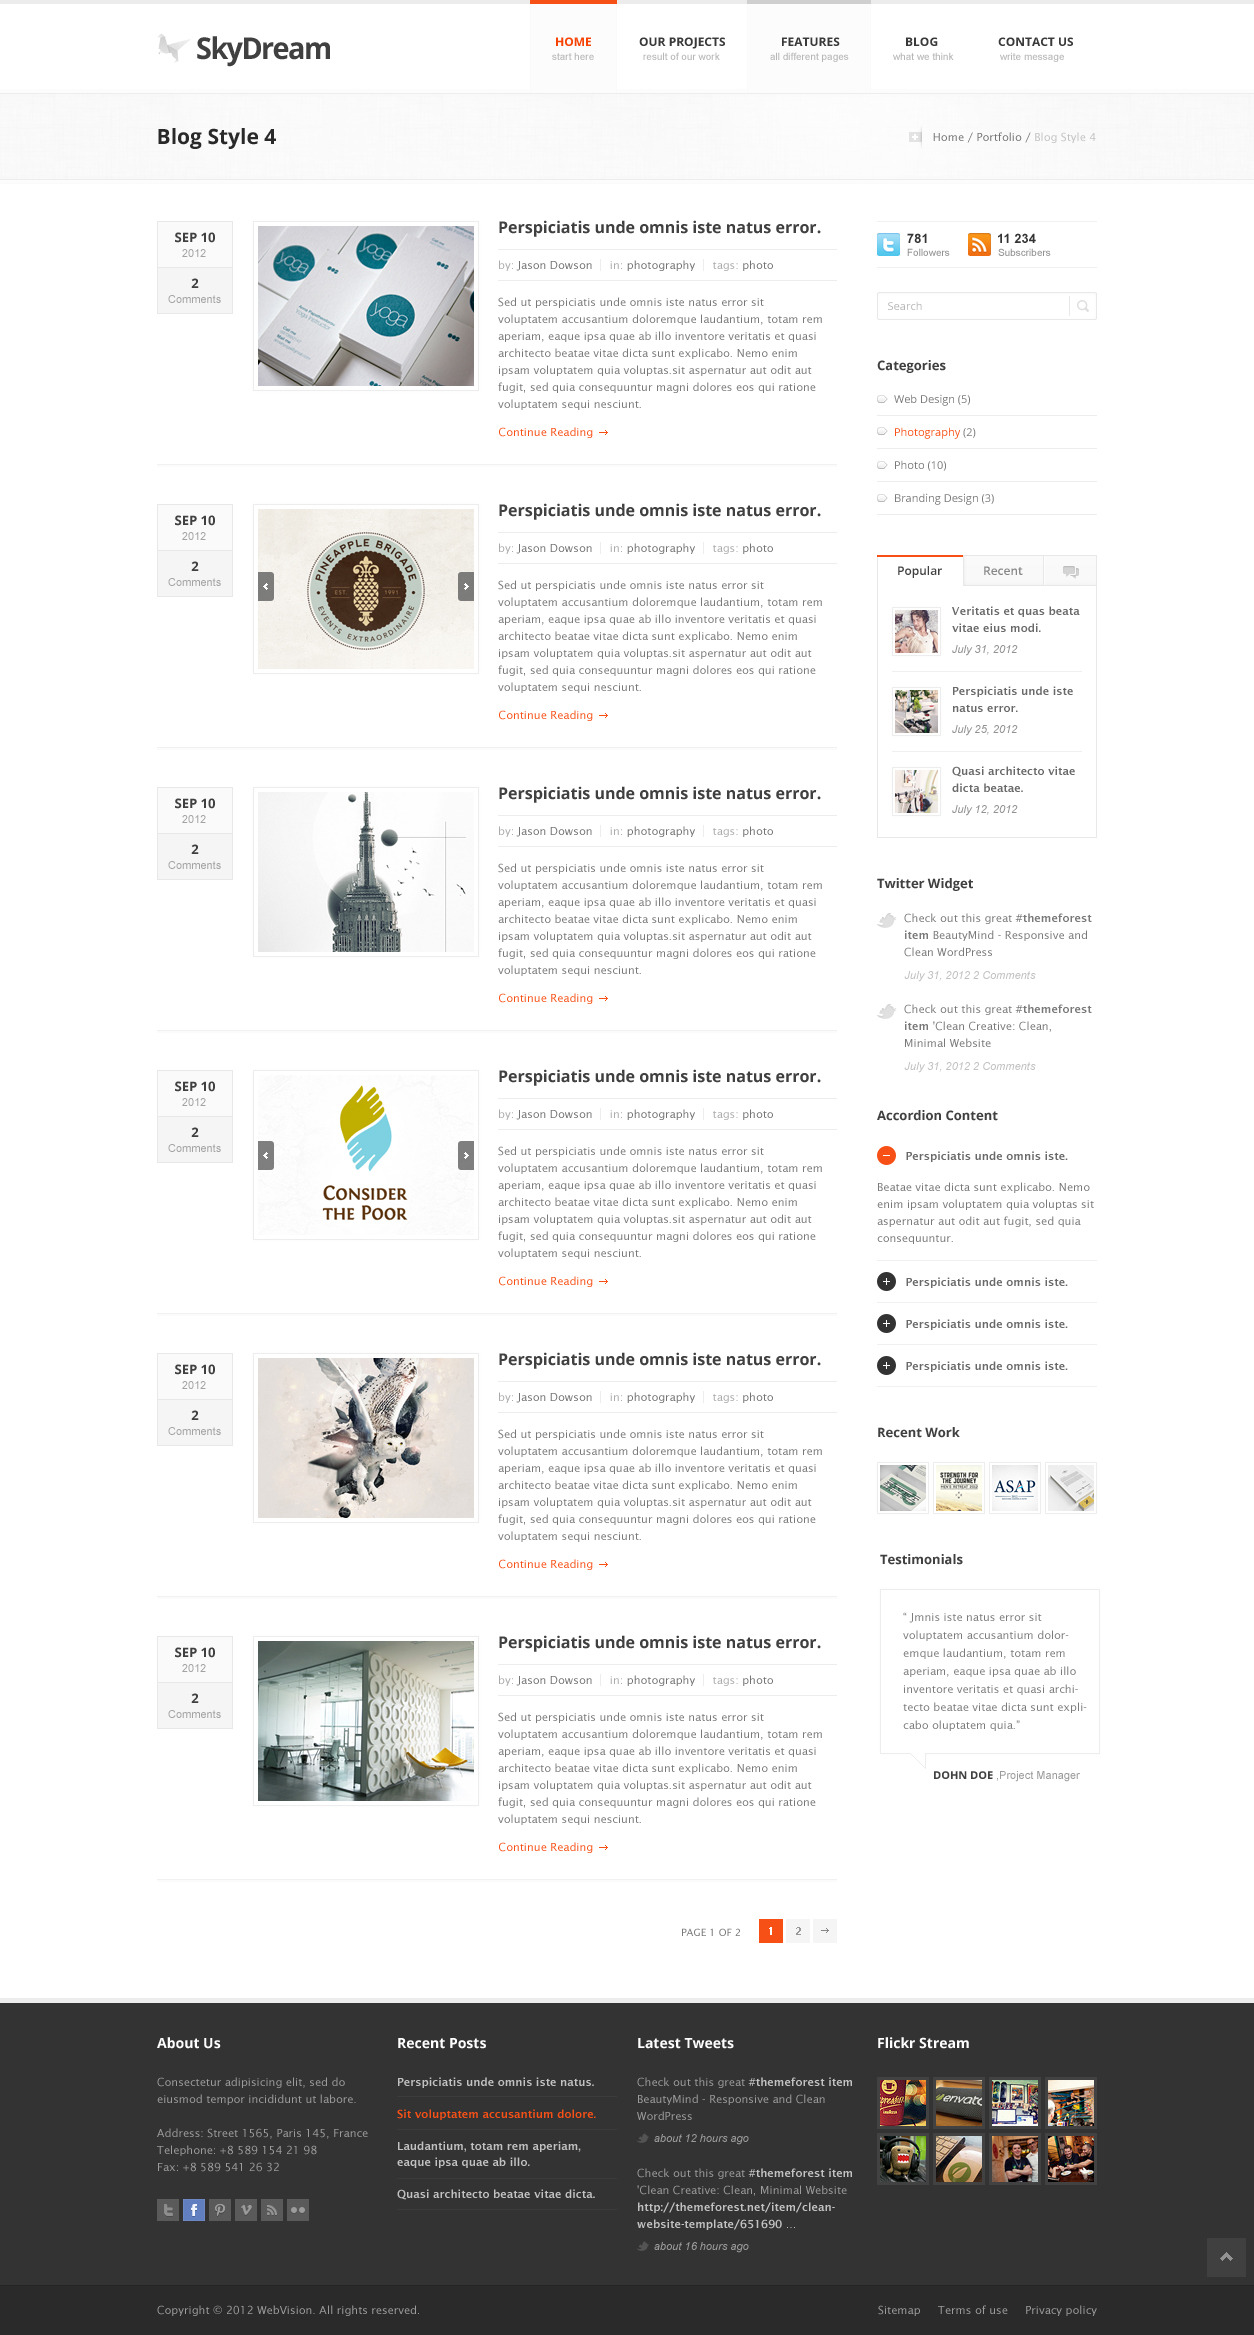 SkyDream
HOME
start here
OUR PROJECTS
result of our work
FEATURES
all different pages
BLOG
what we think
CONTACT US
write message
Blog Style 4
Home / Portfolio / Blog Style 4
SEP 10
2012
2
Comments
yoga
yoga
yoga
Perspiciatis unde omnis iste natus error.
by: Jason Dowson in: photography tags: photo
Sed ut perspiciatis unde omnis iste natus error sit
voluptatem accusantium doloremque laudantium, totam rem
aperiam, eaque ipsa quae ab illo inventore veritatis et quasi
architecto beatae vitae dicta sunt explicabo. Nemo enim
ipsam voluptatem quia voluptas.sit aspernatur aut odit aut
fugit, sed quia consequuntur magni dolores eos qui ratione
voluptatem sequi nesciunt.
Continue Reading →
SEP 10
2012
2
Comments
PINEAPPLE BRIGADE
EST. 1991
EVENTS EXTRAORDINAIRE
Perspiciatis unde omnis iste natus error.
by: Jason Dowson in: photography tags: photo
Sed ut perspiciatis unde omnis iste natus error sit
voluptatem accusantium doloremque laudantium, totam rem
aperiam, eaque ipsa quae ab illo inventore veritatis et quasi
architecto beatae vitae dicta sunt explicabo. Nemo enim
ipsam voluptatem quia voluptas.sit aspernatur aut odit aut
fugit, sed quia consequuntur magni dolores eos qui ratione
voluptatem sequi nesciunt.
Continue Reading →
SEP 10
2012
2
Comments
Perspiciatis unde omnis iste natus error.
by: Jason Dowson in: photography tags: photo
Sed ut perspiciatis unde omnis iste natus error sit
voluptatem accusantium doloremque laudantium, totam rem
aperiam, eaque ipsa quae ab illo inventore veritatis et quasi
architecto beatae vitae dicta sunt explicabo. Nemo enim
ipsam voluptatem quia voluptas.sit aspernatur aut odit aut
fugit, sed quia consequuntur magni dolores eos qui ratione
voluptatem sequi nesciunt.
Continue Reading →
SEP 10
2012
2
Comments
CONSIDER
THE POOR
Perspiciatis unde omnis iste natus error.
by: Jason Dowson in: photography tags: photo
Sed ut perspiciatis unde omnis iste natus error sit
voluptatem accusantium doloremque laudantium, totam rem
aperiam, eaque ipsa quae ab illo inventore veritatis et quasi
architecto beatae vitae dicta sunt explicabo. Nemo enim
ipsam voluptatem quia voluptas.sit aspernatur aut odit aut
fugit, sed quia consequuntur magni dolores eos qui ratione
voluptatem sequi nesciunt.
Continue Reading →
SEP 10
2012
2
Comments
Perspiciatis unde omnis iste natus error.
by: Jason Dowson in: photography tags: photo
Sed ut perspiciatis unde omnis iste natus error sit
voluptatem accusantium doloremque laudantium, totam rem
aperiam, eaque ipsa quae ab illo inventore veritatis et quasi
architecto beatae vitae dicta sunt explicabo. Nemo enim
ipsam voluptatem quia voluptas.sit aspernatur aut odit aut
fugit, sed quia consequuntur magni dolores eos qui ratione
voluptatem sequi nesciunt.
Continue Reading →
SEP 10
2012
2
Comments
Perspiciatis unde omnis iste natus error.
by: Jason Dowson in: photography tags: photo
Sed ut perspiciatis unde omnis iste natus error sit
voluptatem accusantium doloremque laudantium, totam rem
aperiam, eaque ipsa quae ab illo inventore veritatis et quasi
architecto beatae vitae dicta sunt explicabo. Nemo enim
ipsam voluptatem quia voluptas.sit aspernatur aut odit aut
fugit, sed quia consequuntur magni dolores eos qui ratione
voluptatem sequi nesciunt.
Continue Reading →
PAGE 1 OF 2 1 2 →
781
Followers
11 234
Subscribers
Search
Categories
Web Design (5)
Photography (2)
Photo (10)
Branding Design (3)
Popular Recent
Veritatis et quas beata
vitae eius modi.
July 31, 2012
Perspiciatis unde iste
natus error.
July 25, 2012
Quasi architecto vitae
dicta beatae.
July 12, 2012
Twitter Widget
Check out this great #themeforest
item BeautyMind - Responsive and
Clean WordPress
July 31, 2012 2 Comments
Check out this great #themeforest
item 'Clean Creative: Clean,
Minimal Website
July 31, 2012 2 Comments
Accordion Content
Perspiciatis unde omnis iste.
Beatae vitae dicta sunt explicabo. Nemo
enim ipsam voluptatem quia voluptas sit
aspernatur aut odit aut fugit, sed quia
consequuntur.
Perspiciatis unde omnis iste.
Perspiciatis unde omnis iste.
Perspiciatis unde omnis iste.
Recent Work
STRENGTH FOR
THE JOURNEY
ASAP
Testimonials
" Jmnis iste natus error sit
voluptatem accusantium dolor-
emque laudantium, totam rem
aperiam, eaque ipsa quae ab illo
inventore veritatis et quasi archi-
tecto beatae vitae dicta sunt expli-
cabo oluptatem quia."
DOHN DOE ,Project Manager
About Us
Consectetur adipisicing elit, sed do
eiusmod tempor incididunt ut labore.
Address: Street 1565, Paris 145, France
Telephone: +8 589 154 21 98
Fax: +8 589 541 26 32
Recent Posts
Perspiciatis unde omnis iste natus.
Sit voluptatem accusantium dolore.
Laudantium, totam rem aperiam,
eaque ipsa quae ab illo.
Quasi architecto beatae vitae dicta.
Latest Tweets
Check out this great #themeforest item
BeautyMind - Responsive and Clean
WordPress
about 12 hours ago
Check out this great #themeforest item
'Clean Creative: Clean, Minimal Website
http://themeforest.net/item/clean-
website-template/651690 ...
about 16 hours ago
Flickr Stream
envato
Copyright © 2012 WebVision. All rights reserved.
Sitemap Terms of use Privacy policy